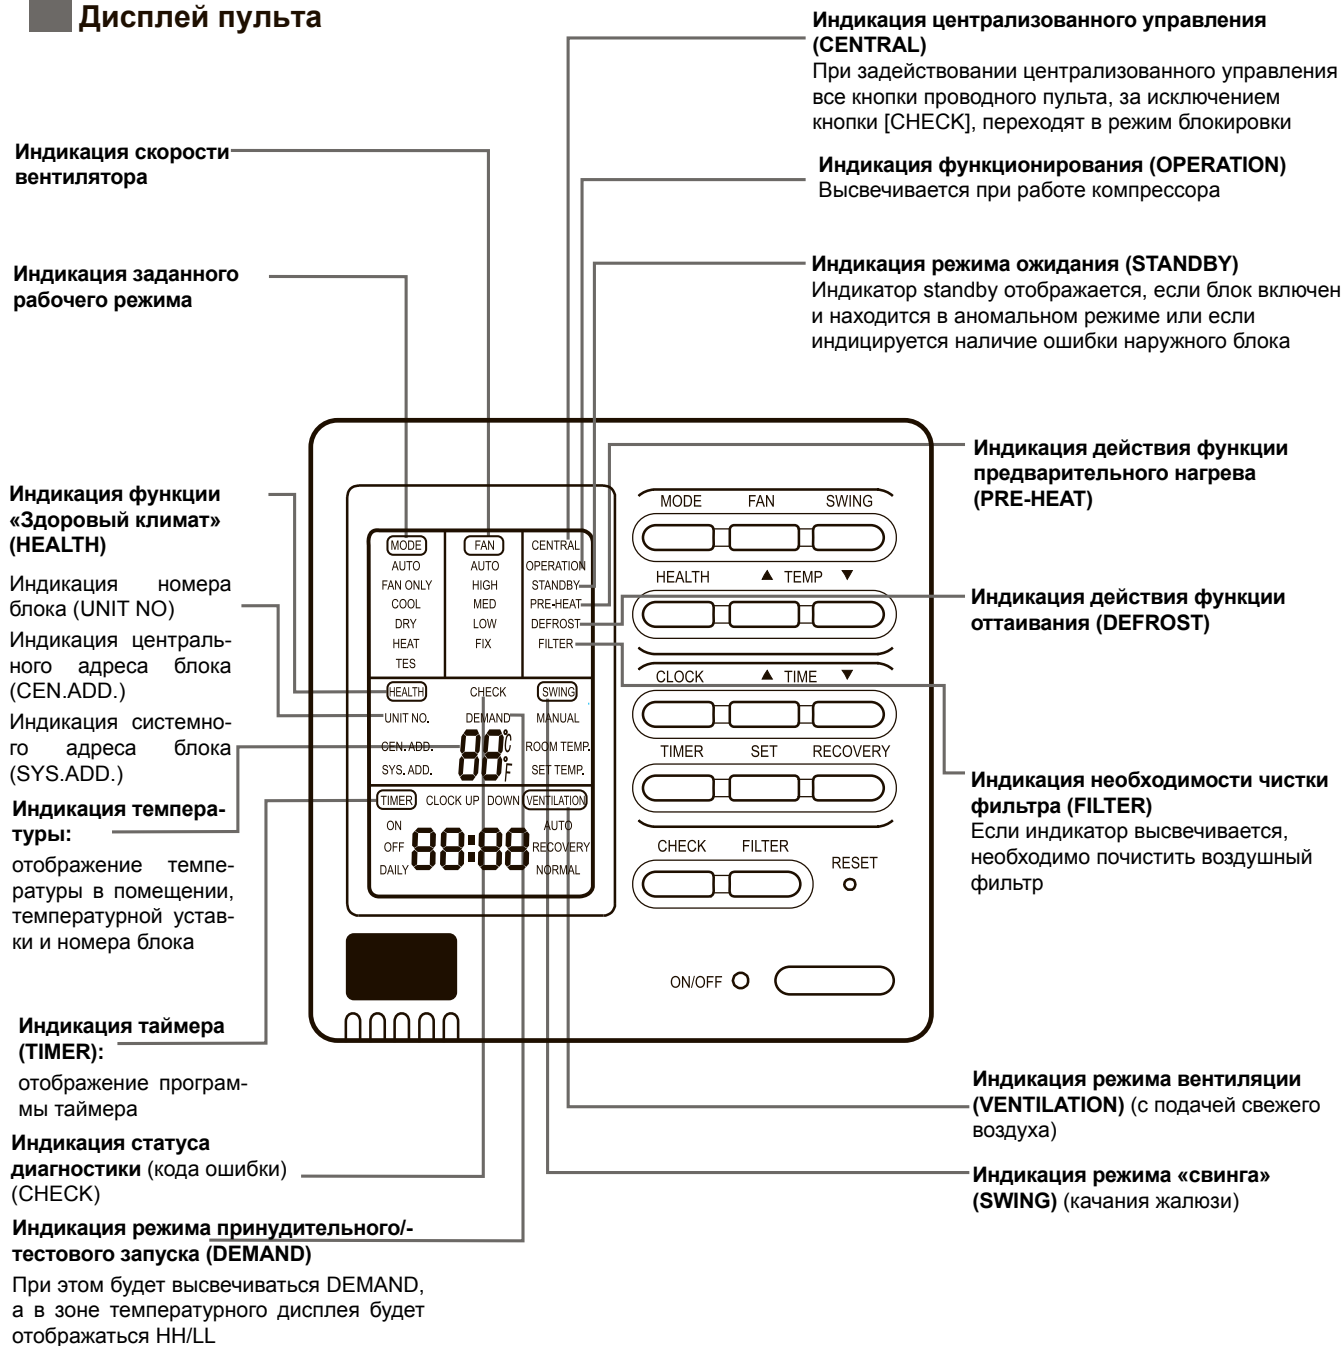 Дисплей пульта
Индикация централизованного управления
(CENTRAL)
При задействовании централизованного управления
все кнопки проводного пульта, за исключением
кнопки [CHECK], переходят в режим блокировки
Индикация скорости
вентилятора
Индикация функционирования (OPERATION)
Высвечивается при работе компрессора
Индикация заданного
рабочего режима
Индикация режима ожидания (STANDBY)
Индикатор standby отображается, если блок включен
и находится в аномальном режиме или если
индицируется наличие ошибки наружного блока
Индикация действия функции
предварительного нагрева
(PRE-HEAT)
Индикация функции
«Здоровый климат»
(HEALTH)
Индикация номера
блока (UNIT NO)
Индикация централь-
ного адреса блока
(CEN.ADD.)
Индикация системно-
го адреса блока
(SYS.ADD.)
Индикация темпера-
туры:
отображение темпе-
ратуры в помещении,
температурной устав-
ки и номера блока
MODE
AUTO
FAN ONLY
COOL
DRY
HEAT
TES
FAN
AUTO
HIGH
MED
LOW
FIX
CENTRAL
OPERATION
STANDBY
PRE-HEAT
DEFROST
FILTER
HEALTH
CHECK
SWING
UNIT NO.
DEMAND
MANUAL
CEN. ADD.
88°C
ROOM TEMP.
SYS. ADD.
88°F
SET TEMP.
TIMER
CLOCK UP DOWN
VENTILATION
ON
OFF
DAILY
88:88
AUTO
RECOVERY
NORMAL
MODE FAN SWING
HEALTH ▲ TEMP ▼
CLOCK ▲ TIME ▼
TIMER SET RECOVERY
CHECK FILTER
RESET
ON/OFF
Индикация действия функции
оттаивания (DEFROST)
Индикация необходимости чистки
фильтра (FILTER)
Если индикатор высвечивается,
необходимо почистить воздушный
фильтр
Индикация таймера
(TIMER):
отображение програм-
мы таймера
Индикация статуса
диагностики (кода ошибки)
(CHECK)
Индикация режима принудительного/-
тестового запуска (DEMAND)
При этом будет высвечиваться DEMAND,
а в зоне температурного дисплея будет
отображаться HH/LL
Индикация режима вентиляции
(VENTILATION) (с подачей свежего
воздуха)
Индикация режима «свинга»
(SWING) (качания жалюзи)